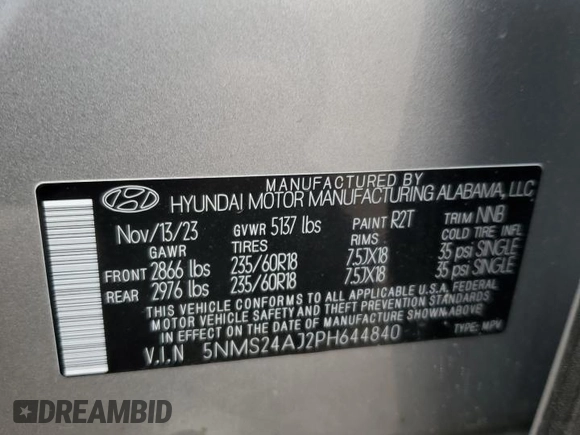 MANUFACTURED BY
HYUNDAI MOTOR MANUFACTURING ALABAMA, LLC
Nov/13/23 GVWR 5137 lbs PAINT R2T TRIM NNB
GAWR TIRES RIMS COLD TIRE INFL
FRONT 2866 lbs 235/60R18 7.5JX18 35 psi SINGLE
REAR 2976 lbs 235/60R18 7.5JX18 35 psi SINGLE
THIS VEHICLE CONFORMS TO ALL APPLICABLE U.S.A. FEDERAL
MOTOR VEHICLE SAFETY AND THEFT PREVENTION STANDARDS
IN EFFECT ON THE DATE OF MANUFACTURE SHOWN ABOVE.
V.I.N 5NMS24AJ2PH644840 TYPE: MPV
DREAMBID